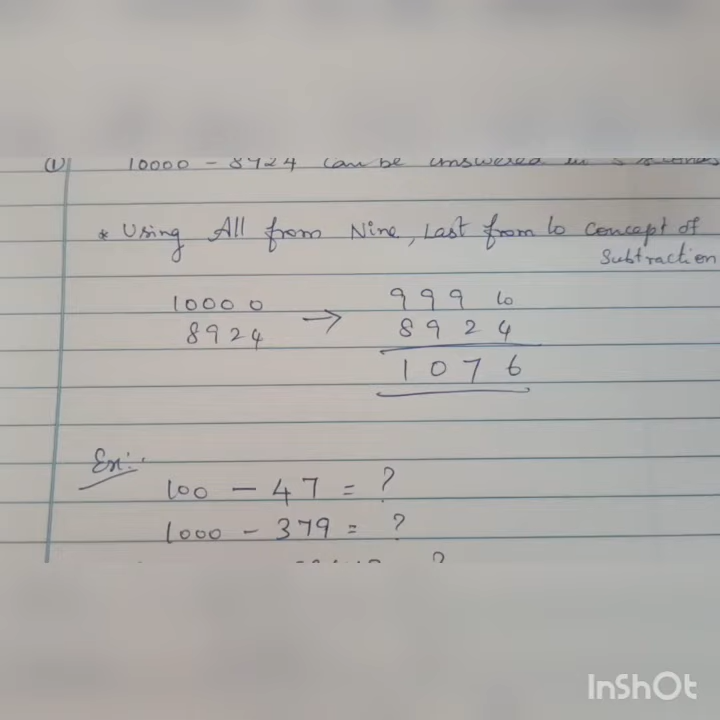 (1) 10000 - 8924 can be answered in
* Using All from Nine, Last from 10 concept of
Subtraction
10000 → 9 9 9 10
8924 8 9 2 4
1 0 7 6
Ex:-
100 - 47 = ?
1000 - 379 = ?
?
InShOt